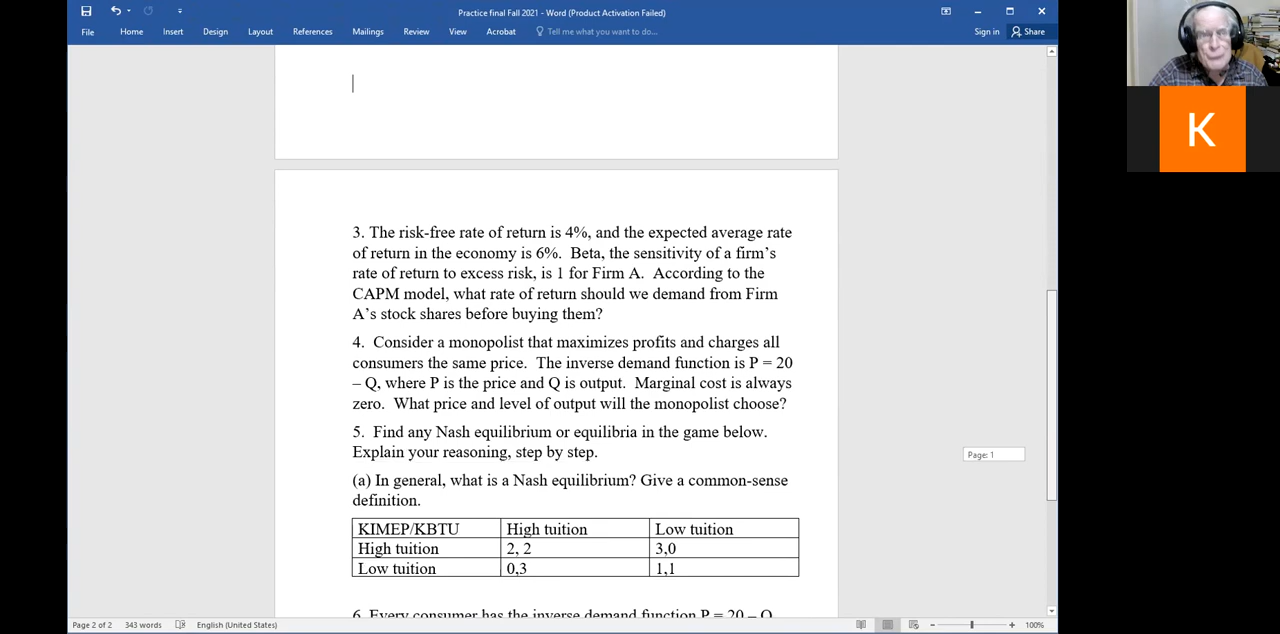 Practice final Fall 2021 - Word (Product Activation Failed)
File Home Insert Design Layout References Mailings Review View Acrobat Tell me what you want to do... Sign in Share
K
3. The risk-free rate of return is 4%, and the expected average rate
of return in the economy is 6%. Beta, the sensitivity of a firm's
rate of return to excess risk, is 1 for Firm A. According to the
CAPM model, what rate of return should we demand from Firm
A's stock shares before buying them?
4. Consider a monopolist that maximizes profits and charges all
consumers the same price. The inverse demand function is P = 20
– Q, where P is the price and Q is output. Marginal cost is always
zero. What price and level of output will the monopolist choose?
5. Find any Nash equilibrium or equilibria in the game below.
Explain your reasoning, step by step.
Page: 1
(a) In general, what is a Nash equilibrium? Give a common-sense
definition.
KIMEP/KBTU High tuition Low tuition
High tuition 2, 2 3,0
Low tuition 0,3 1,1
6. Every consumer has the inverse demand function P = 20 – Q
Page 2 of 2 343 words English (United States) 100%